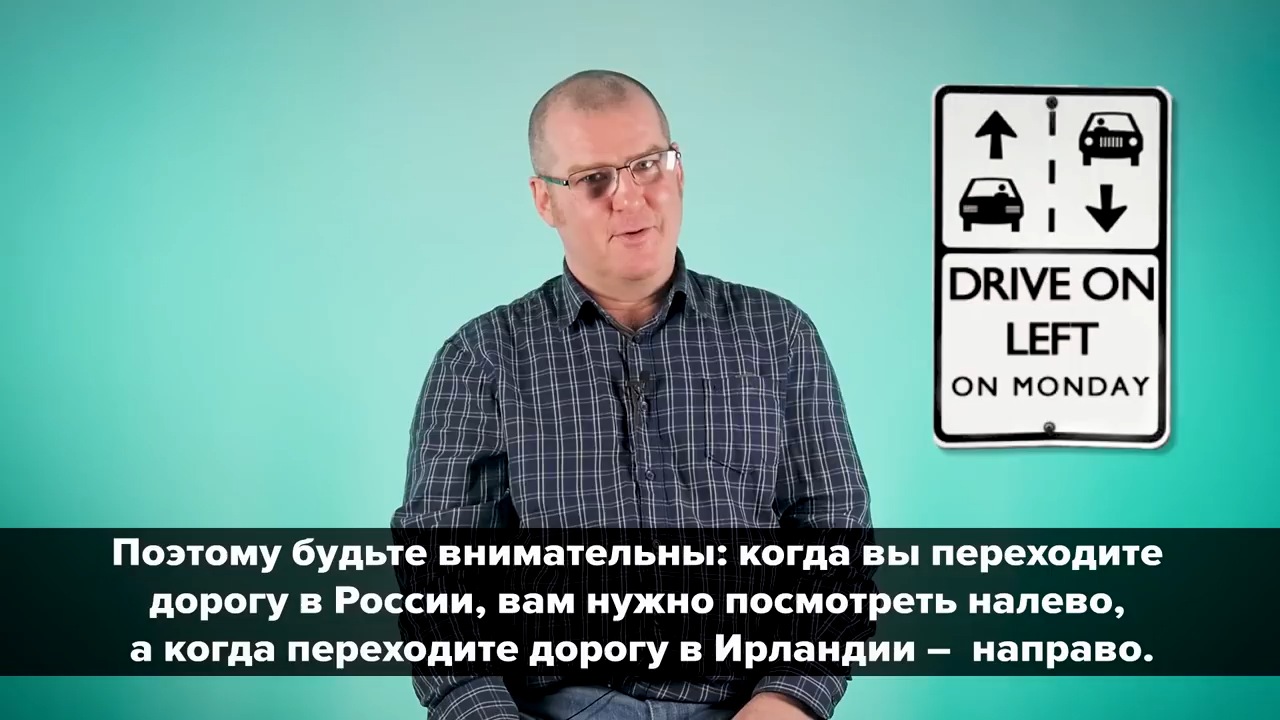 DRIVE ON
LEFT
ON MONDAY
Поэтому будьте внимательны: когда вы переходите
дорогу в России, вам нужно посмотреть налево,
а когда переходите дорогу в Ирландии – направо.